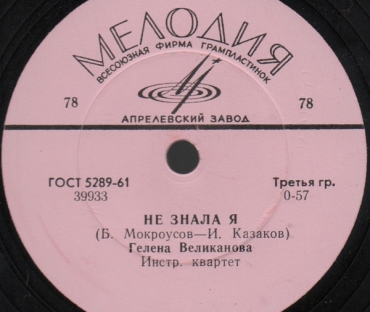 МЕЛОДИЯ
ВСЕСОЮЗНАЯ ФИРМА ГРАМПЛАСТИНОК
78 78
АПРЕЛЕВСКИЙ ЗАВОД
ГОСТ 5289-61 Третья гр.
39933 0-57
НЕ ЗНАЛА Я
(Б. Мокроусов—И. Казаков)
Гелена Великанова
Инстр. квартет